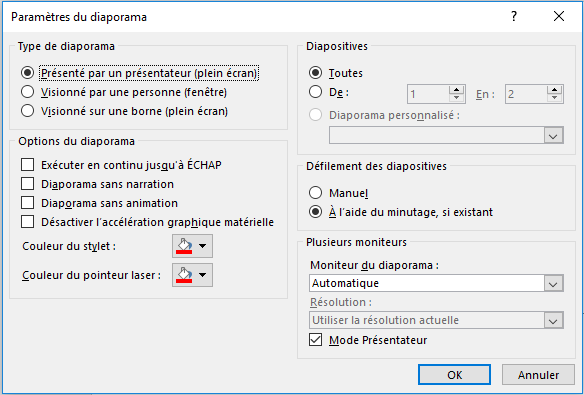 Paramètres du diaporama
Type de diaporama
Présenté par un présentateur (plein écran)
Visionné par une personne (fenêtre)
Visionné sur une borne (plein écran)
Options du diaporama
Exécuter en continu jusqu'à ÉCHAP
Diaporama sans narration
Diaporama sans animation
Désactiver l'accélération graphique matérielle
Couleur du stylet :
Couleur du pointeur laser :
Diapositives
Toutes
De : 1 En : 2
Diaporama personnalisé :
Défilement des diapositives
Manuel
À l'aide du minutage, si existant
Plusieurs moniteurs
Moniteur du diaporama :
Automatique
Résolution :
Utiliser la résolution actuelle
Mode Présentateur
OK Annuler